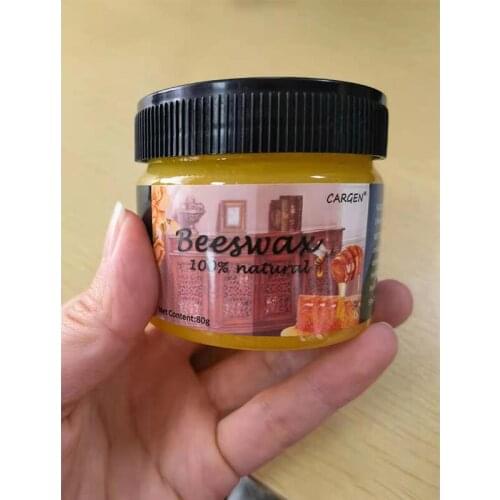 CARGEN®
Beeswax
100% natural
Net Content:80g